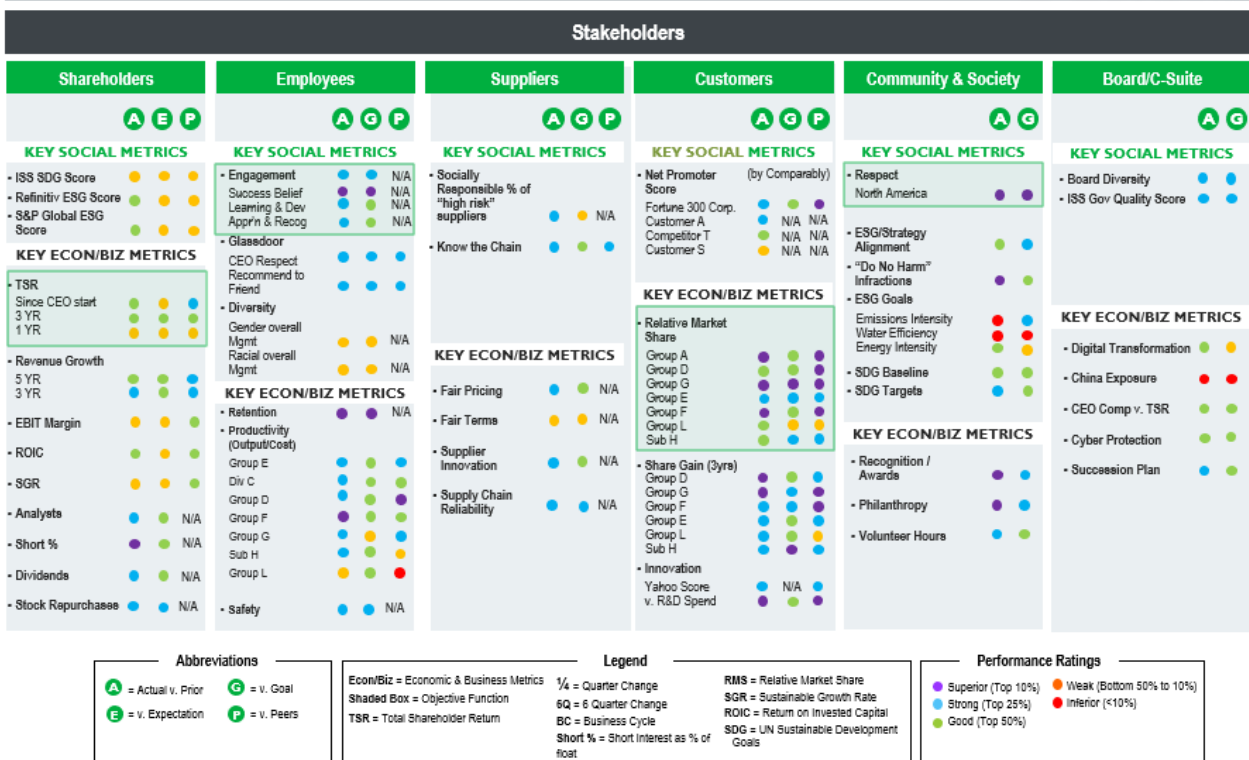 Stakeholders
Shareholders
A E P
KEY SOCIAL METRICS
- ISS SDG Score
- Refinitiv ESG Score
- S&P Global ESG
Score
KEY ECON/BIZ METRICS
- TSR
Since CEO start
3 YR
1 YR
- Revenue Growth
5 YR
3 YR
- EBIT Margin
- ROIC
- SGR
- Analysts N/A
- Short % N/A
- Dividends N/A
- Stock Repurchases N/A
Employees
A G P
KEY SOCIAL METRICS
- Engagement N/A
Success Belief N/A
Learning & Dev N/A
Appr'n & Recog N/A
- Glassdoor
CEO Respect
Recommend to
Friend
- Diversity
Gender overall
Mgmt N/A
Racial overall
Mgmt N/A
KEY ECON/BIZ METRICS
- Retention N/A
- Productivity
(Output/Cost)
Group E
Div C
Group D
Group F
Group G
Sub H
Group L
- Safety N/A
Suppliers
A G P
KEY SOCIAL METRICS
- Socially
Responsible % of
"high risk"
suppliers N/A
- Know the Chain
KEY ECON/BIZ METRICS
- Fair Pricing N/A
- Fair Terms N/A
- Supplier
Innovation N/A
- Supply Chain
Reliability N/A
Customers
A G P
KEY SOCIAL METRICS
- Net Promoter (by Comparably)
Score
Fortune 300 Corp.
Customer A N/A N/A
Competitor T N/A N/A
Customer S N/A N/A
KEY ECON/BIZ METRICS
- Relative Market
Share
Group A
Group D
Group G
Group E
Group F
Group L
Sub H
- Share Gain (3yrs)
Group D
Group G
Group F
Group E
Group L
Sub H
- Innovation
Yahoo Score N/A
v. R&D Spend
Community & Society
A G
KEY SOCIAL METRICS
- Respect
North America
- ESG/Strategy
Alignment
- "Do No Harm"
Infractions
- ESG Goals
Emissions Intensity
Water Efficiency
Energy Intensity
- SDG Baseline
- SDG Targets
KEY ECON/BIZ METRICS
- Recognition /
Awards
- Philanthropy
- Volunteer Hours
Board/C-Suite
A G
KEY SOCIAL METRICS
- Board Diversity
- ISS Gov Quality Score
KEY ECON/BIZ METRICS
- Digital Transformation
- China Exposure
- CEO Comp v. TSR
- Cyber Protection
- Succession Plan
Abbreviations
A = Actual v. Prior G = v. Goal
E = v. Expectation P = v. Peers
Legend
Econ/Biz = Economic & Business Metrics
Shaded Box = Objective Function
TSR = Total Shareholder Return
¼ = Quarter Change
6Q = 6 Quarter Change
BC = Business Cycle
Short % = Short Interest as % of
float
RMS = Relative Market Share
SGR = Sustainable Growth Rate
ROIC = Return on Invested Capital
SDG = UN Sustainable Development
Goals
Performance Ratings
Superior (Top 10%)
Strong (Top 25%)
Good (Top 50%)
Weak (Bottom 50% to 10%)
Inferior (<10%)